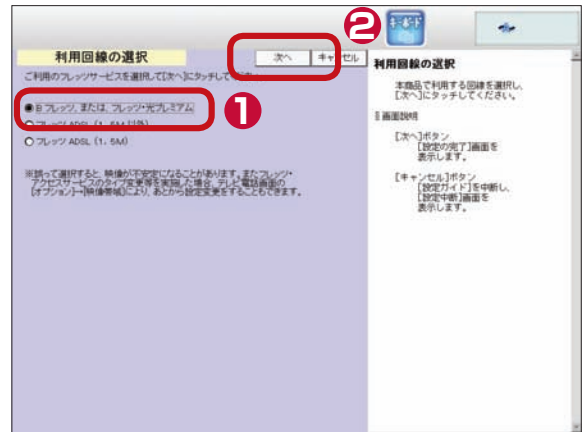 ❷
キーボード
利用回線の選択
次へ
キャンセル
ご利用のフレッツサービスを選択して[次へ]にタッチして
❶
Bフレッツ、または、フレッツ・光プレミアム
フレッツ ADSL (1.5M以外)
フレッツ ADSL (1.5M)
※誤って選択すると、映像が不安定になることがあります。またフレッツ・
アクセスサービスのタイプ変更等を実施した場合、テレビ電話画面の
[オプション]→[映像帯域]により、あとから設定変更をすることもできます。
利用回線の選択
本商品で利用する回線を選択し、
[次へ]にタッチしてください。
画面説明
[次へ]ボタン
[設定の完了]画面を
表示します。
[キャンセル]ボタン
[設定ガイド]を中断し、
[設定中断]画面を
表示します。